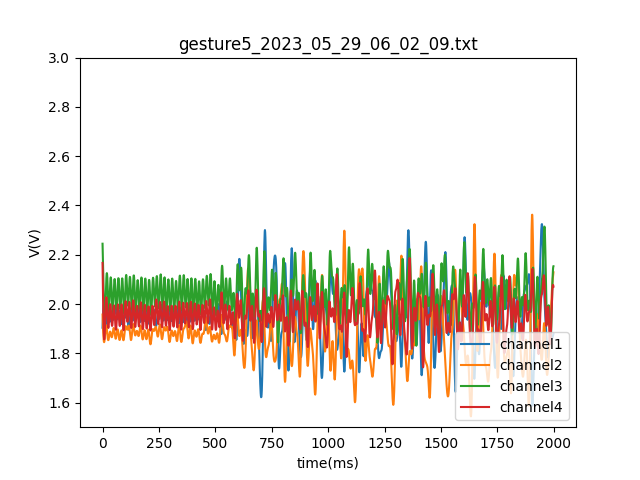 gesture5_2023_05_29_06_02_09.txt
V(V)
3.0
2.8
2.6
2.4
2.2
2.0
1.8
1.6
channel1
channel2
channel3
channel4
0 250 500 750 1000 1250 1500 1750 2000
time(ms)